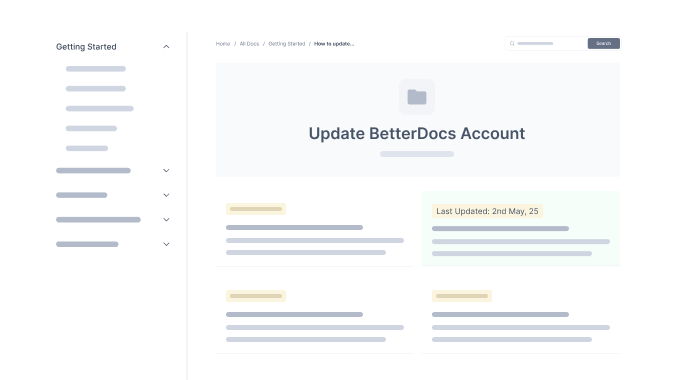 Getting Started
Home / All Docs / Getting Started / How to update...
Search
Update BetterDocs Account
Last Updated: 2nd May, 25